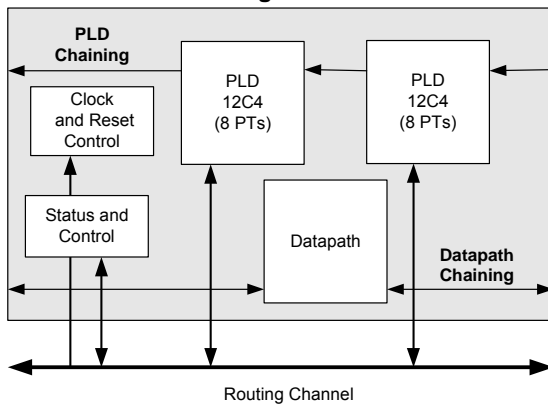 PLD
Chaining
PLD
12C4
(8 PTs)
PLD
12C4
(8 PTs)
Clock
and Reset
Control
Status and
Control
Datapath
Datapath
Chaining
Routing Channel